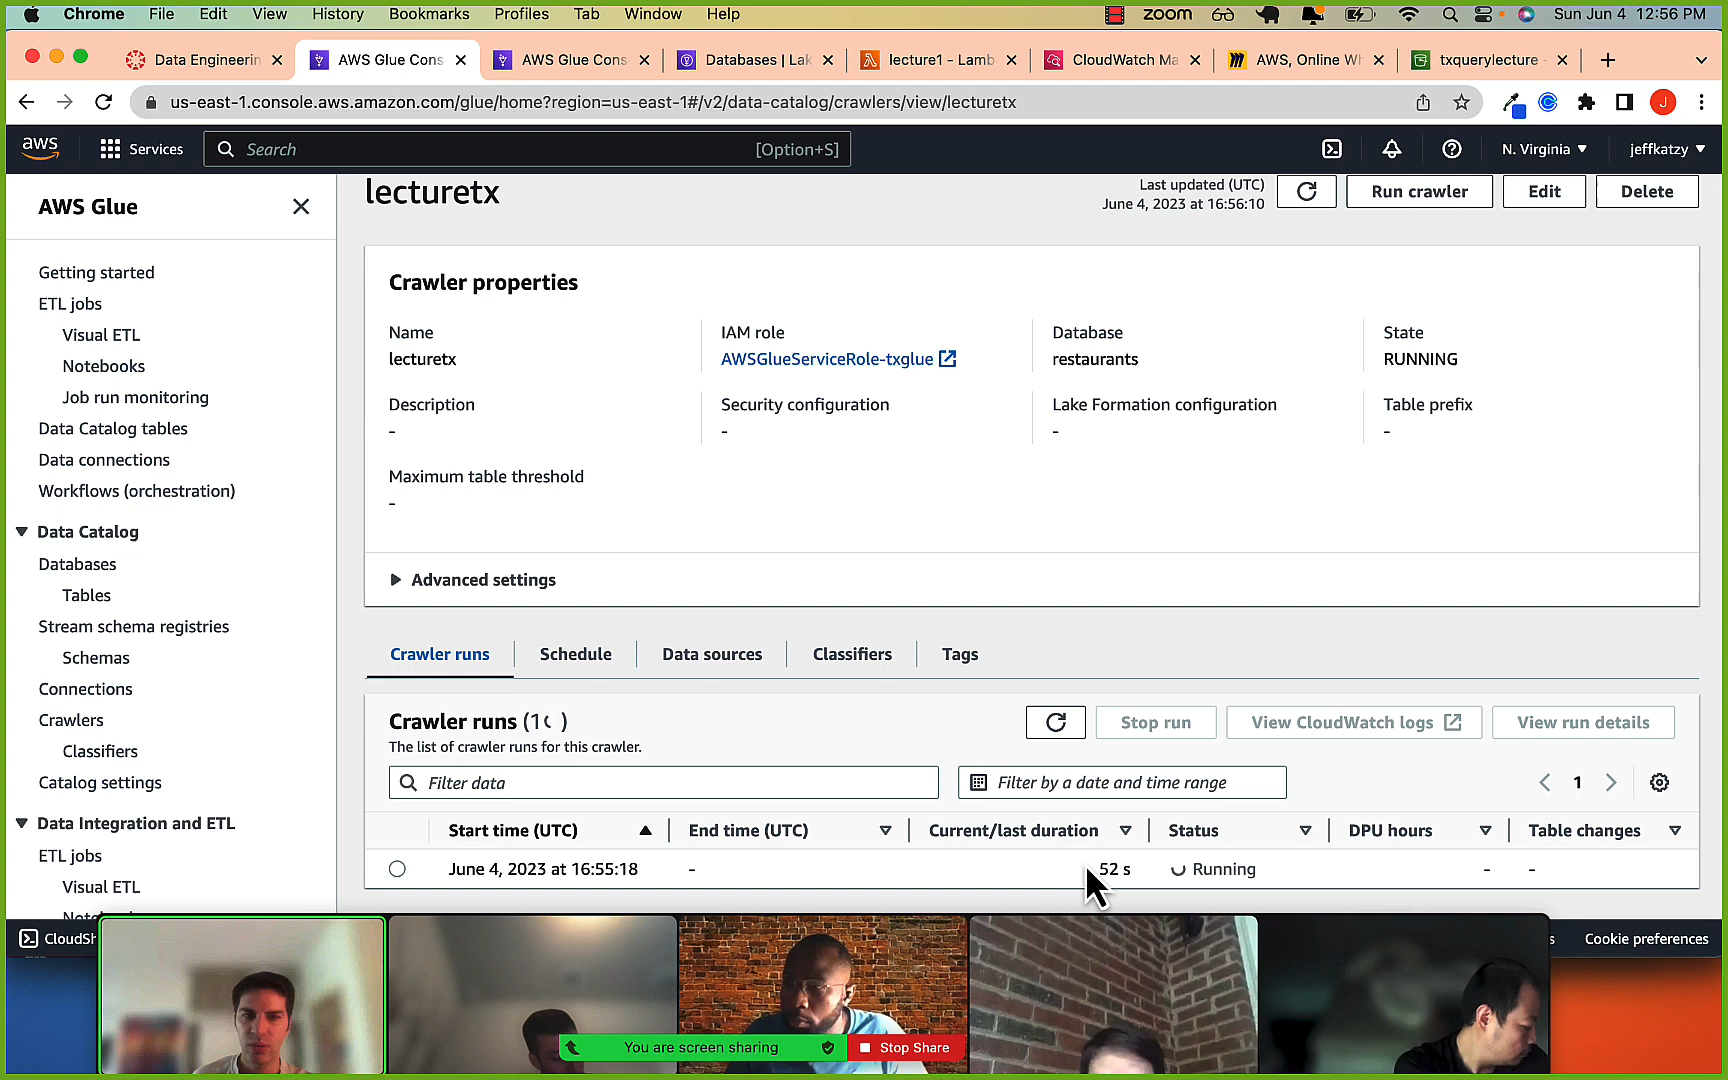 Chrome File Edit View History Bookmarks Profiles Tab Window Help zoom Sun Jun 4 12:56 PM
Data Engineerin AWS Glue Cons AWS Glue Cons Databases | Lak lecture1 - Lamb CloudWatch Ma AWS, Online Wh txquerylecture -
us-east-1.console.aws.amazon.com/glue/home?region=us-east-1#/v2/data-catalog/crawlers/view/lecturetx J
aws Services Search [Option+S] N. Virginia jeffkatzy
AWS Glue
Getting started
ETL jobs
Visual ETL
Notebooks
Job run monitoring
Data Catalog tables
Data connections
Workflows (orchestration)
Data Catalog
Databases
Tables
Stream schema registries
Schemas
Connections
Crawlers
Classifiers
Catalog settings
Data Integration and ETL
ETL jobs
Visual ETL
lecturetx
Last updated (UTC)
June 4, 2023 at 16:56:10
Run crawler Edit Delete
Crawler properties
Name
lecturetx
IAM role
AWSGlueServiceRole-txglue
Database
restaurants
State
RUNNING
Description
-
Security configuration
-
Lake Formation configuration
-
Table prefix
-
Maximum table threshold
-
Advanced settings
Crawler runs Schedule Data sources Classifiers Tags
Crawler runs (1 )
The list of crawler runs for this crawler.
Stop run View CloudWatch logs View run details
Filter data Filter by a date and time range 1
Start time (UTC) End time (UTC) Current/last duration Status DPU hours Table changes
June 4, 2023 at 16:55:18 - 52 s Running - -
CloudSh Cookie preferences
You are screen sharing Stop Share